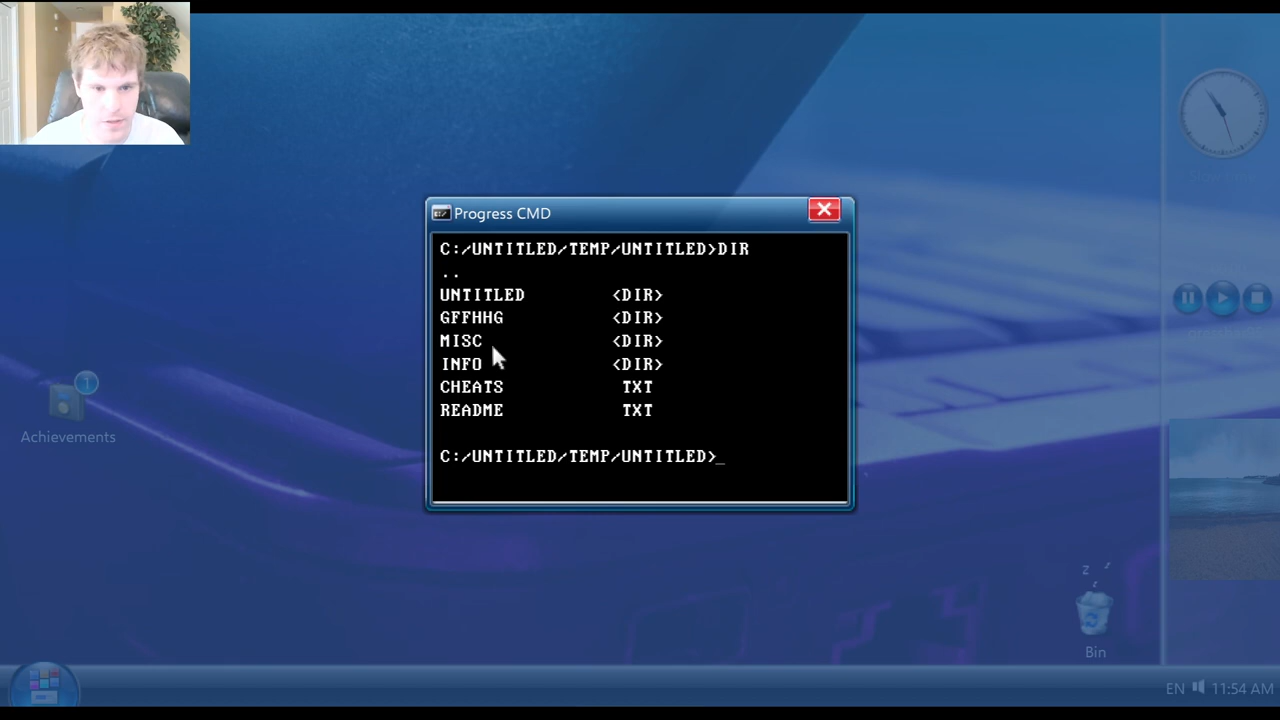 Progress CMD
C:/UNTITLED/TEMP/UNTITLED>DIR
..
UNTITLED <DIR>
GFFHHG <DIR>
MISC <DIR>
INFO <DIR>
CHEATS TXT
README TXT
C:/UNTITLED/TEMP/UNTITLED>_
1
Achievements
z z z
Bin
EN 11:54 AM